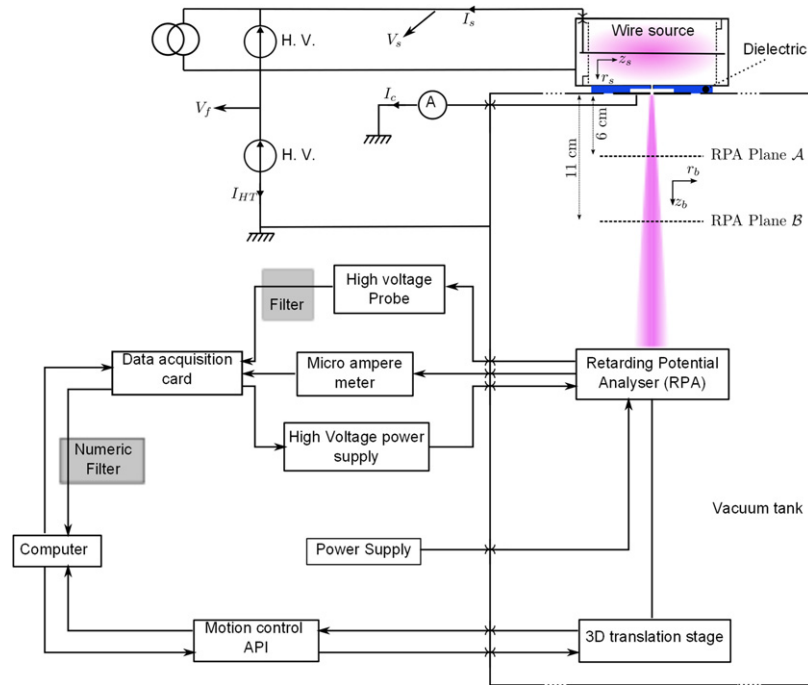 I_s
Wire source
H. V.
V_s
Dielectric
z_s
r_s
I_c
A
V_f
6 cm
11 cm
RPA Plane 𝒜
H. V.
r_b
z_b
I_HT
RPA Plane ℬ
High voltage
Probe
Filter
Data acquisition
card
Micro ampere
meter
Retarding Potential
Analyser (RPA)
High Voltage power
supply
Numeric
Filter
Vacuum tank
Computer
Power Supply
Motion control
API
3D translation stage